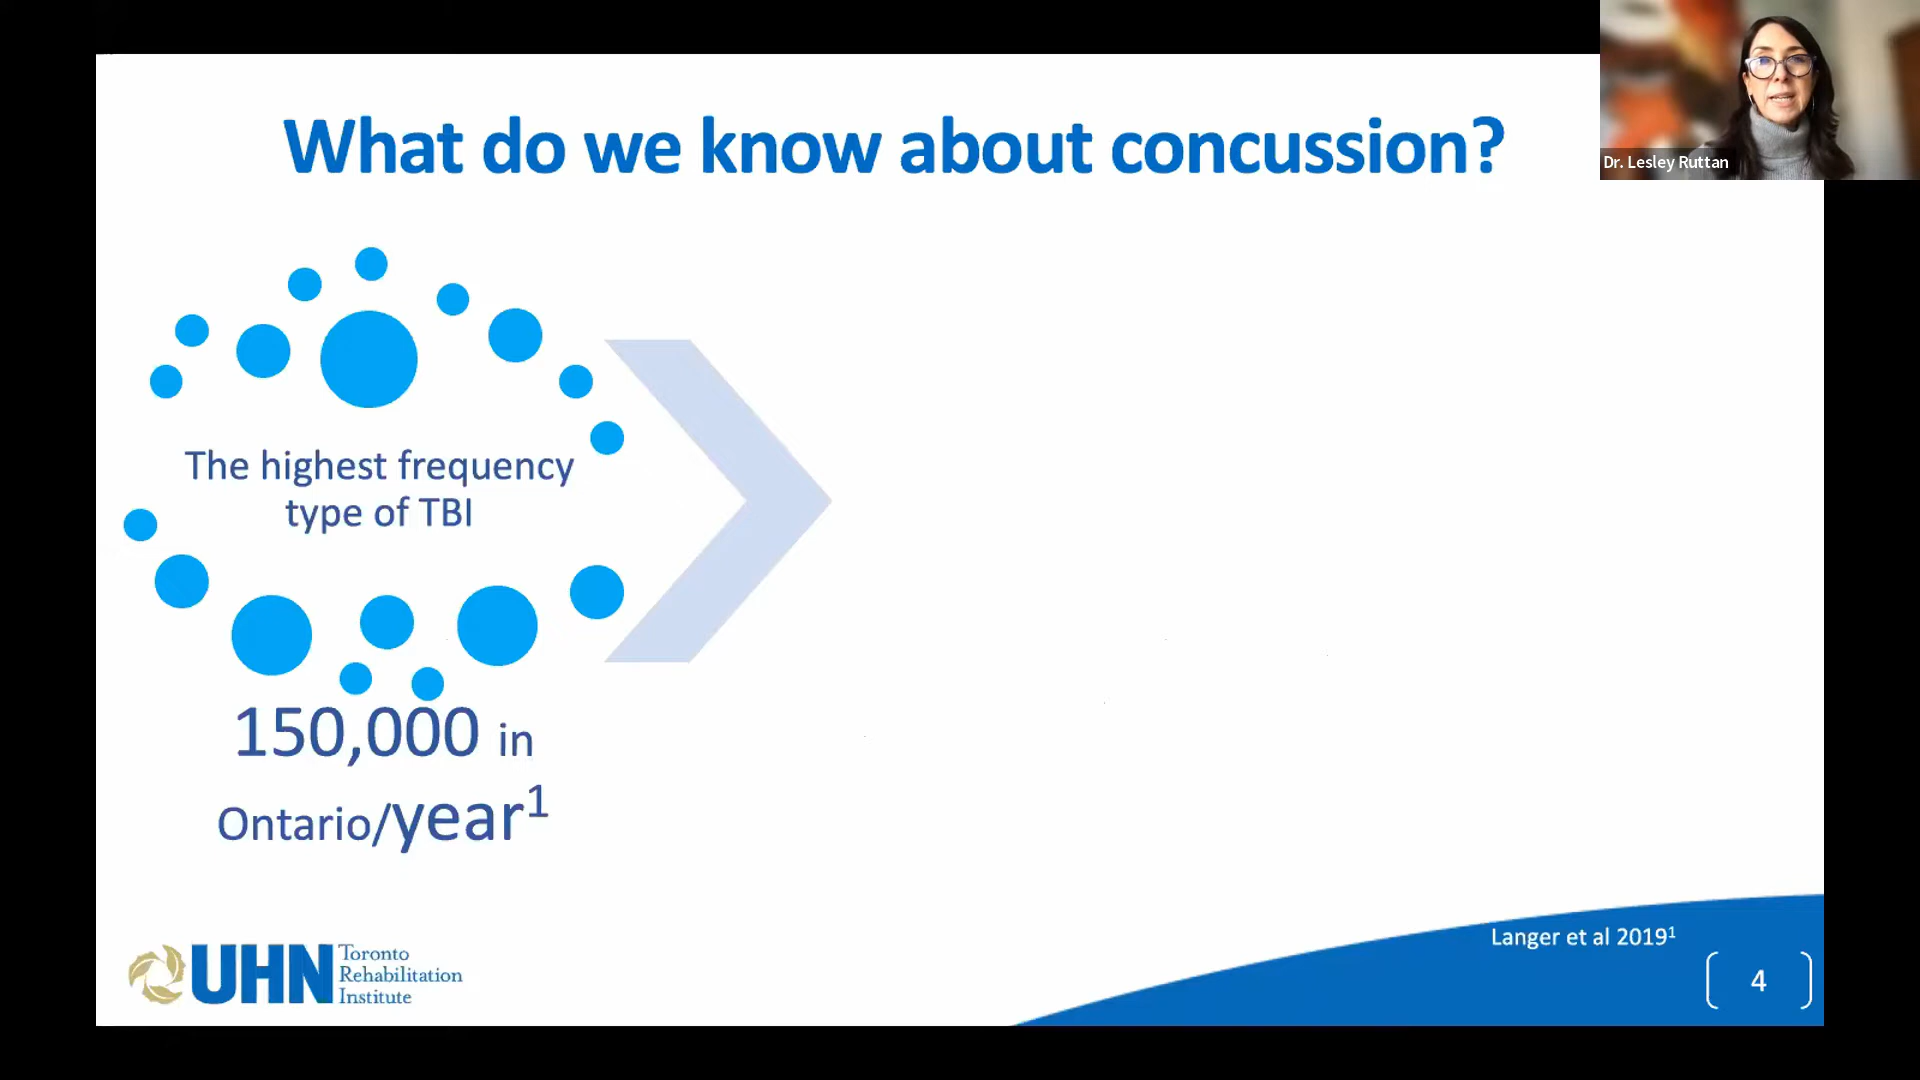 What do we know about concussion?
Dr. Lesley Ruttan
The highest frequency
type of TBI
150,000 in
Ontario/year¹
UHN Toronto
Rehabilitation
Institute
Langer et al 2019¹
4